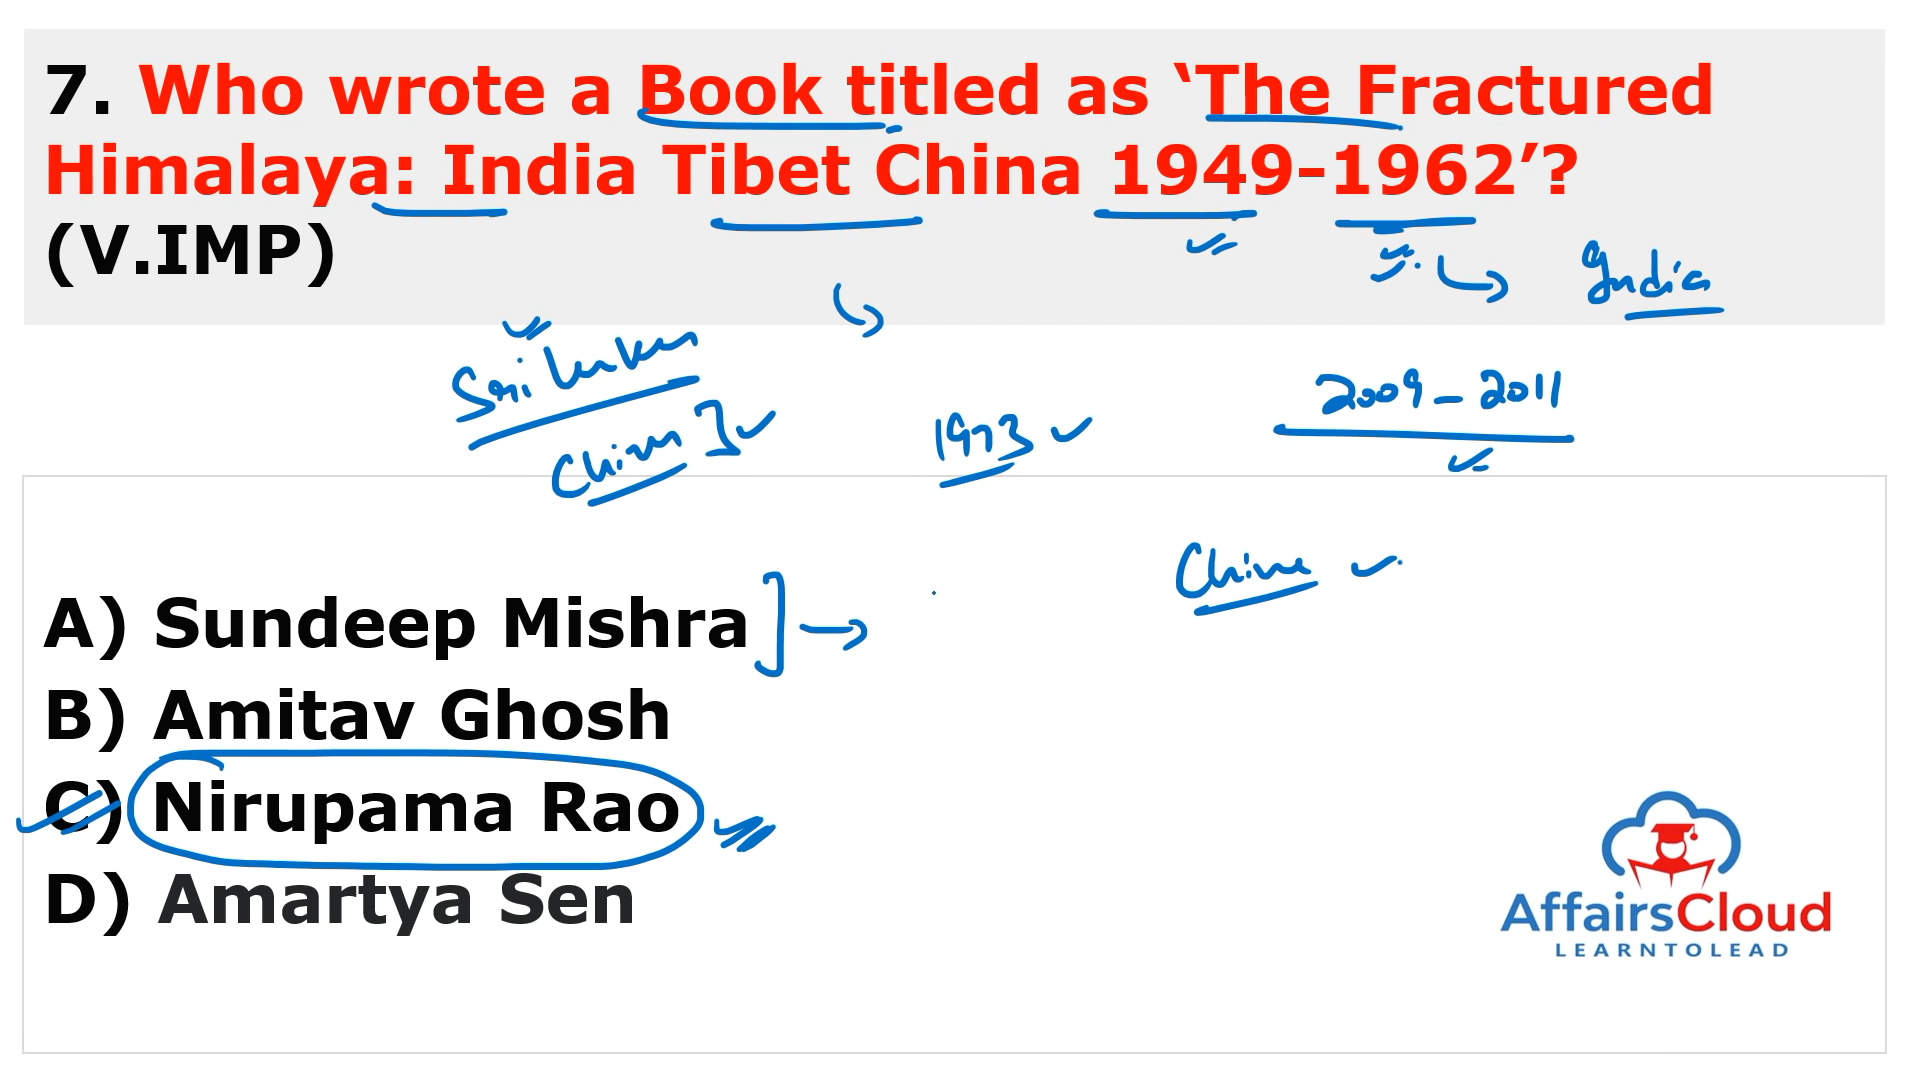 7. Who wrote a Book titled as ‘The Fractured
Himalaya: India Tibet China 1949-1962’?
(V.IMP)
India
Sri Lanka
2009-2011
China
1973
China
A) Sundeep Mishra
B) Amitav Ghosh
C) Nirupama Rao
D) Amartya Sen
AffairsCloud
LEARNTOLEAD